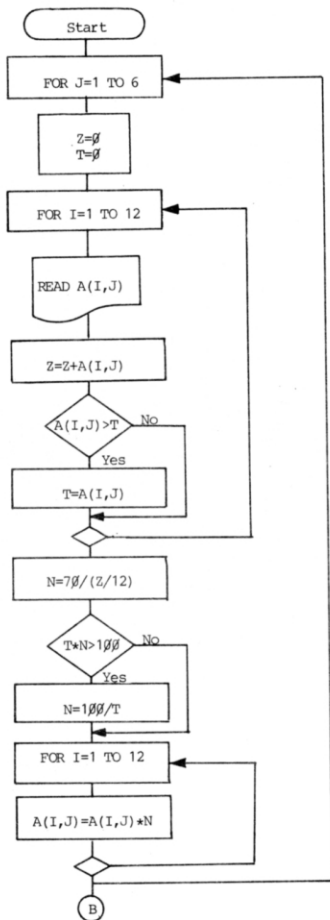 Start
FOR J=1 TO 6
Z=Ø
T=Ø
FOR I=1 TO 12
READ A(I,J)
Z=Z+A(I,J)
A(I,J)>T
No
Yes
T=A(I,J)
N=7Ø/(Z/12)
T*N>1ØØ
No
Yes
N=1ØØ/T
FOR I=1 TO 12
A(I,J)=A(I,J)*N
B